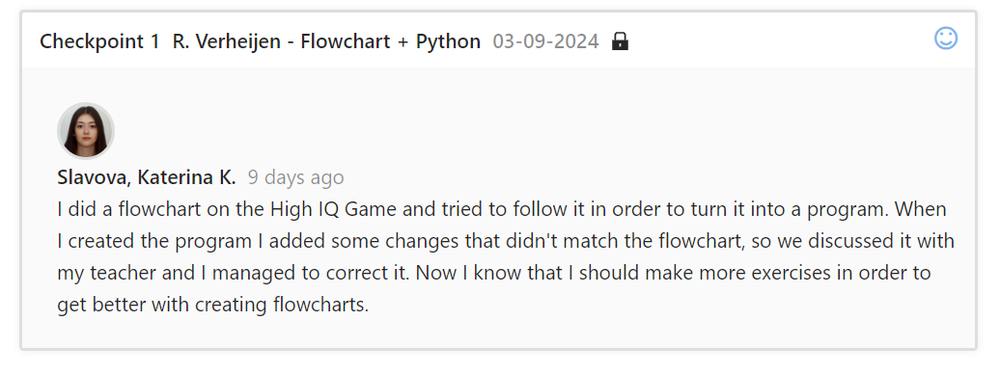 Checkpoint 1 R. Verheijen - Flowchart + Python 03-09-2024
Slavova, Katerina K. 9 days ago
I did a flowchart on the High IQ Game and tried to follow it in order to turn it into a program. When
I created the program I added some changes that didn't match the flowchart, so we discussed it with
my teacher and I managed to correct it. Now I know that I should make more exercises in order to
get better with creating flowcharts.